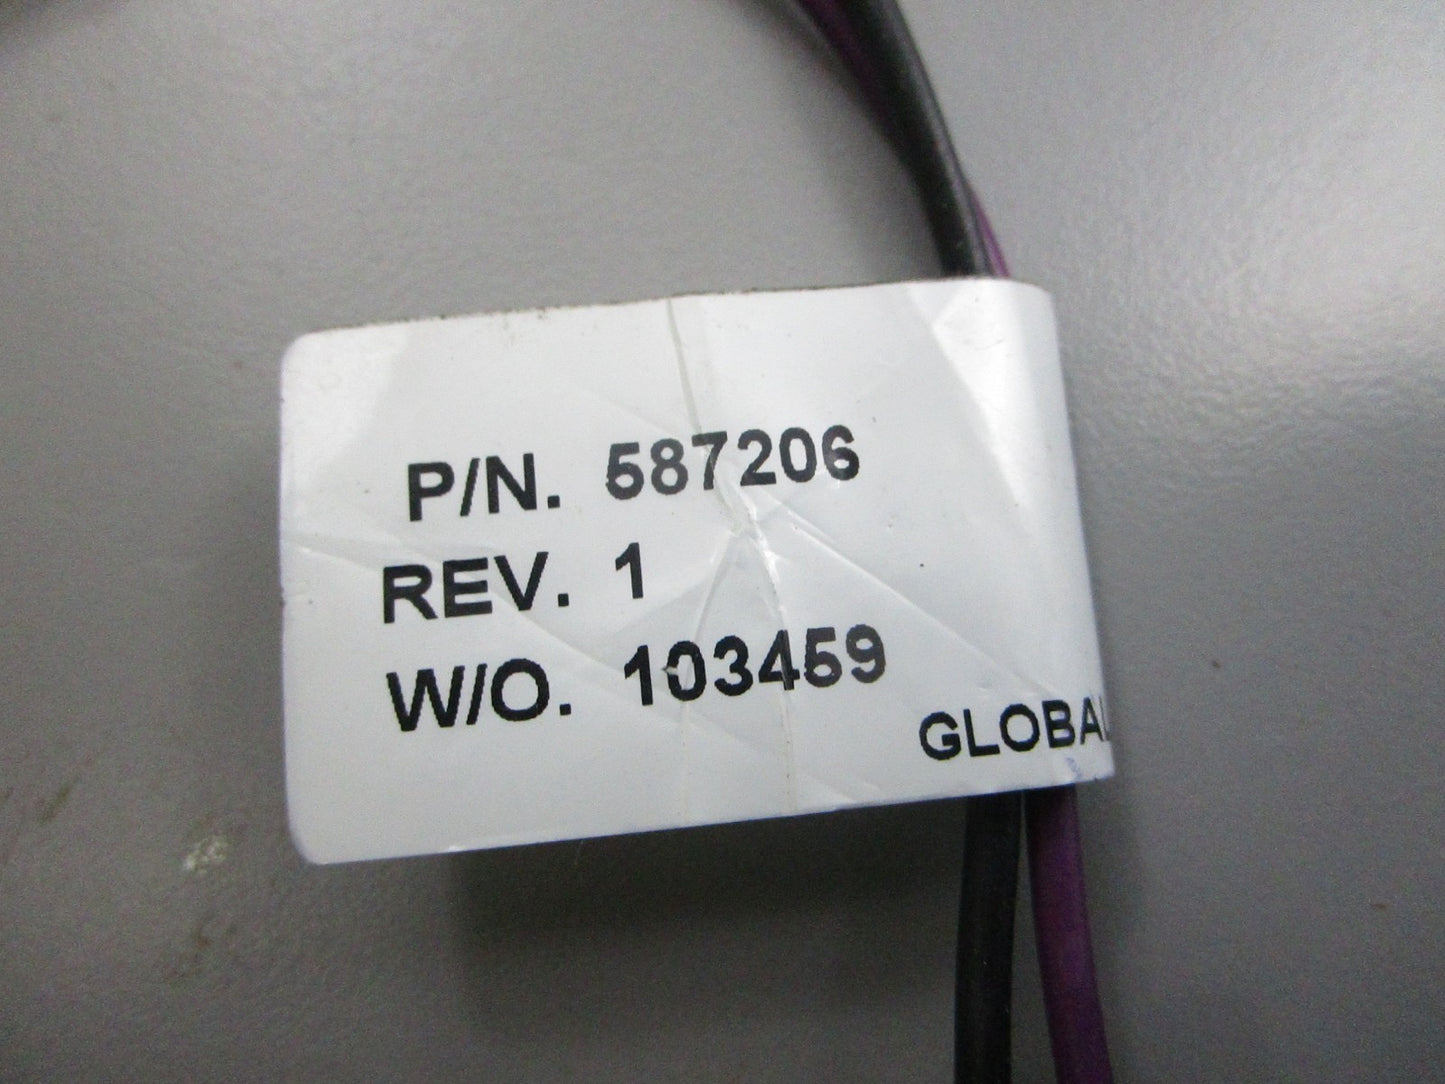 P/N. 587206
REV. 1
W/O. 103459
GLOBAL